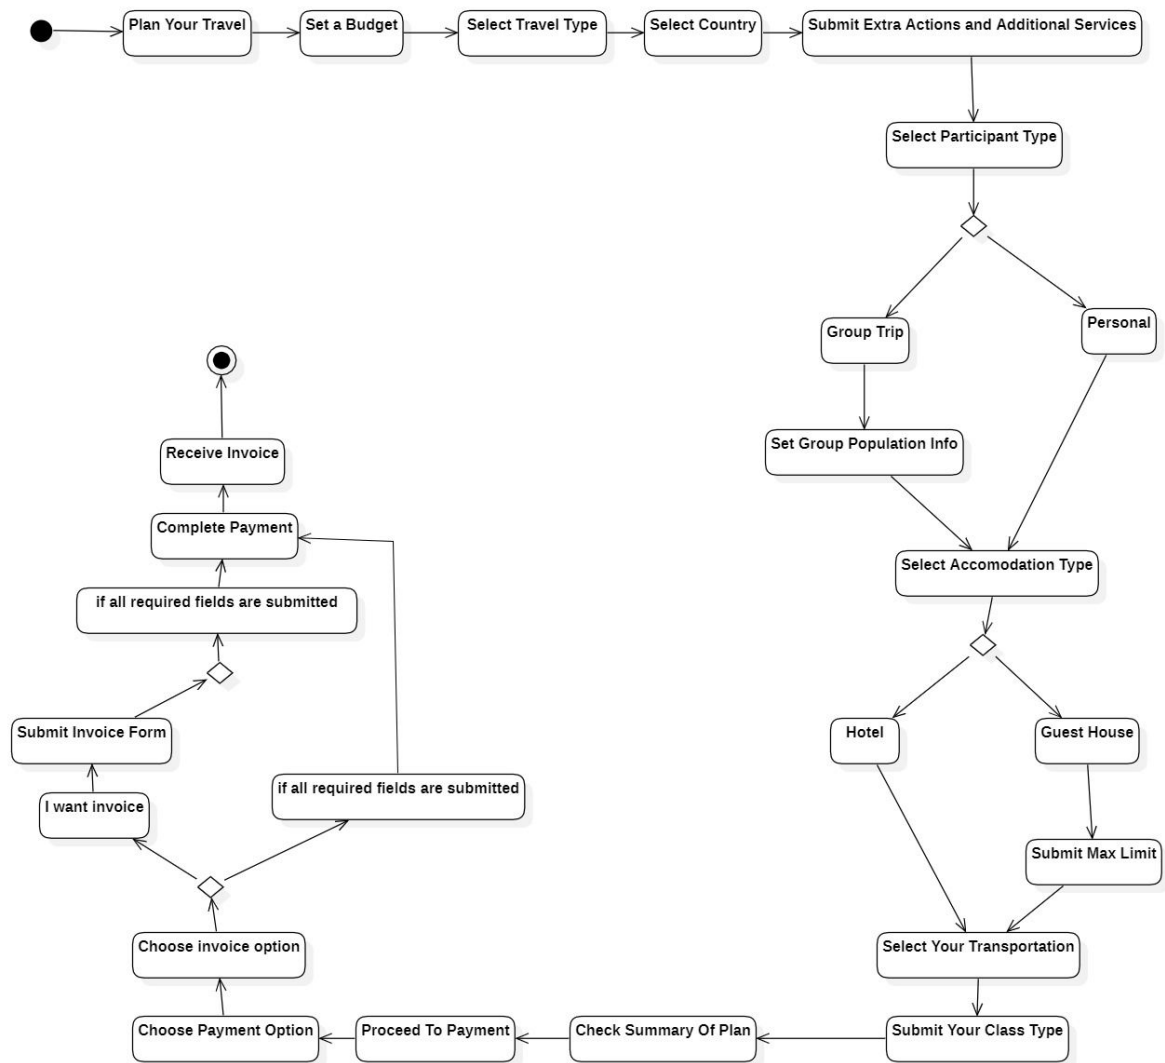 Plan Your Travel
Set a Budget
Select Travel Type
Select Country
Submit Extra Actions and Additional Services
Select Participant Type
Group Trip
Personal
Set Group Population Info
Select Accomodation Type
Hotel
Guest House
Submit Max Limit
Select Your Transportation
Submit Your Class Type
Check Summary Of Plan
Proceed To Payment
Choose Payment Option
Choose invoice option
I want invoice
if all required fields are submitted
Submit Invoice Form
if all required fields are submitted
Complete Payment
Receive Invoice